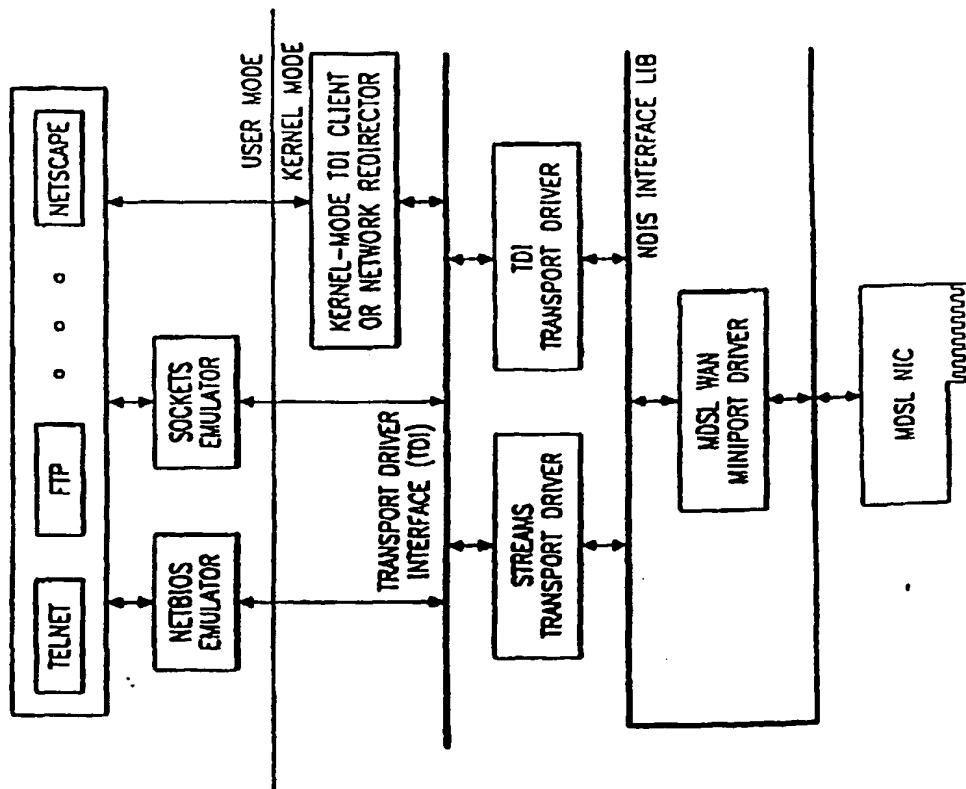 TELNET
FTP
NETSCAPE
NETBIOS
EMULATOR
SOCKETS
EMULATOR
USER MODE
KERNEL MODE
KERNEL-MODE TDI CLIENT
OR NETWORK REDIRECTOR
TRANSPORT DRIVER
INTERFACE (TDI)
STREAMS
TRANSPORT DRIVER
TDI
TRANSPORT DRIVER
NDIS INTERFACE LIB
MDSL WAN
MINIPORT DRIVER
MDSL NIC